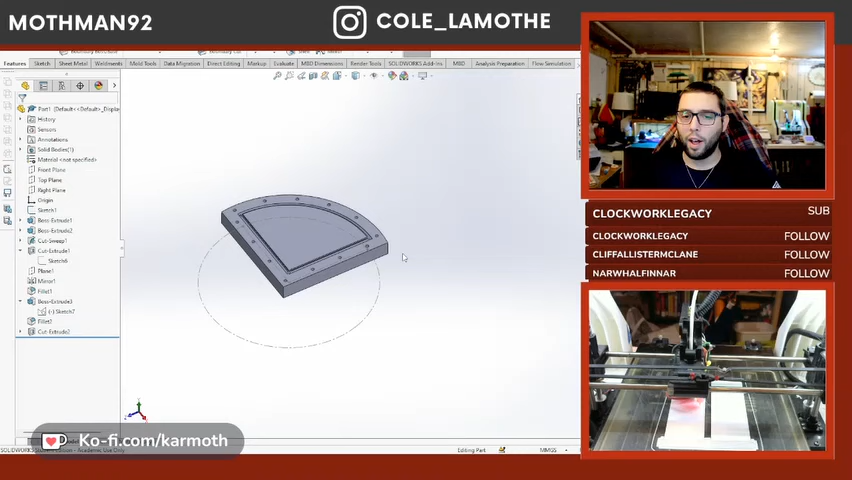 MOTHMAN92
COLE_LAMOTHE
Features Sketch Sheet Metal Weldments Mold Tools Data Migration Direct Editing Markup Evaluate MBD Dimensions Render Tools SOLIDWORKS Add-Ins MBD Analysis Preparation Flow Simulation
Part1 (Default<<Default>_Displa
History
Sensors
Annotations
Solid Bodies(1)
Material <not specified>
Front Plane
Top Plane
Right Plane
Origin
Sketch1
Boss-Extrude1
Boss-Extrude2
Cut-Sweep1
Cut-Extrude1
Sketch6
Plane1
Mirror1
Fillet1
Boss-Extrude3
(-) Sketch7
Fillet2
Cut-Extrude2
CLOCKWORKLEGACY SUB
CLOCKWORKLEGACY FOLLOW
CLIFFALLISTERMCLANE FOLLOW
NARWHALFINNAR FOLLOW
Ko-fi.com/karmoth
Editing Part MMGS